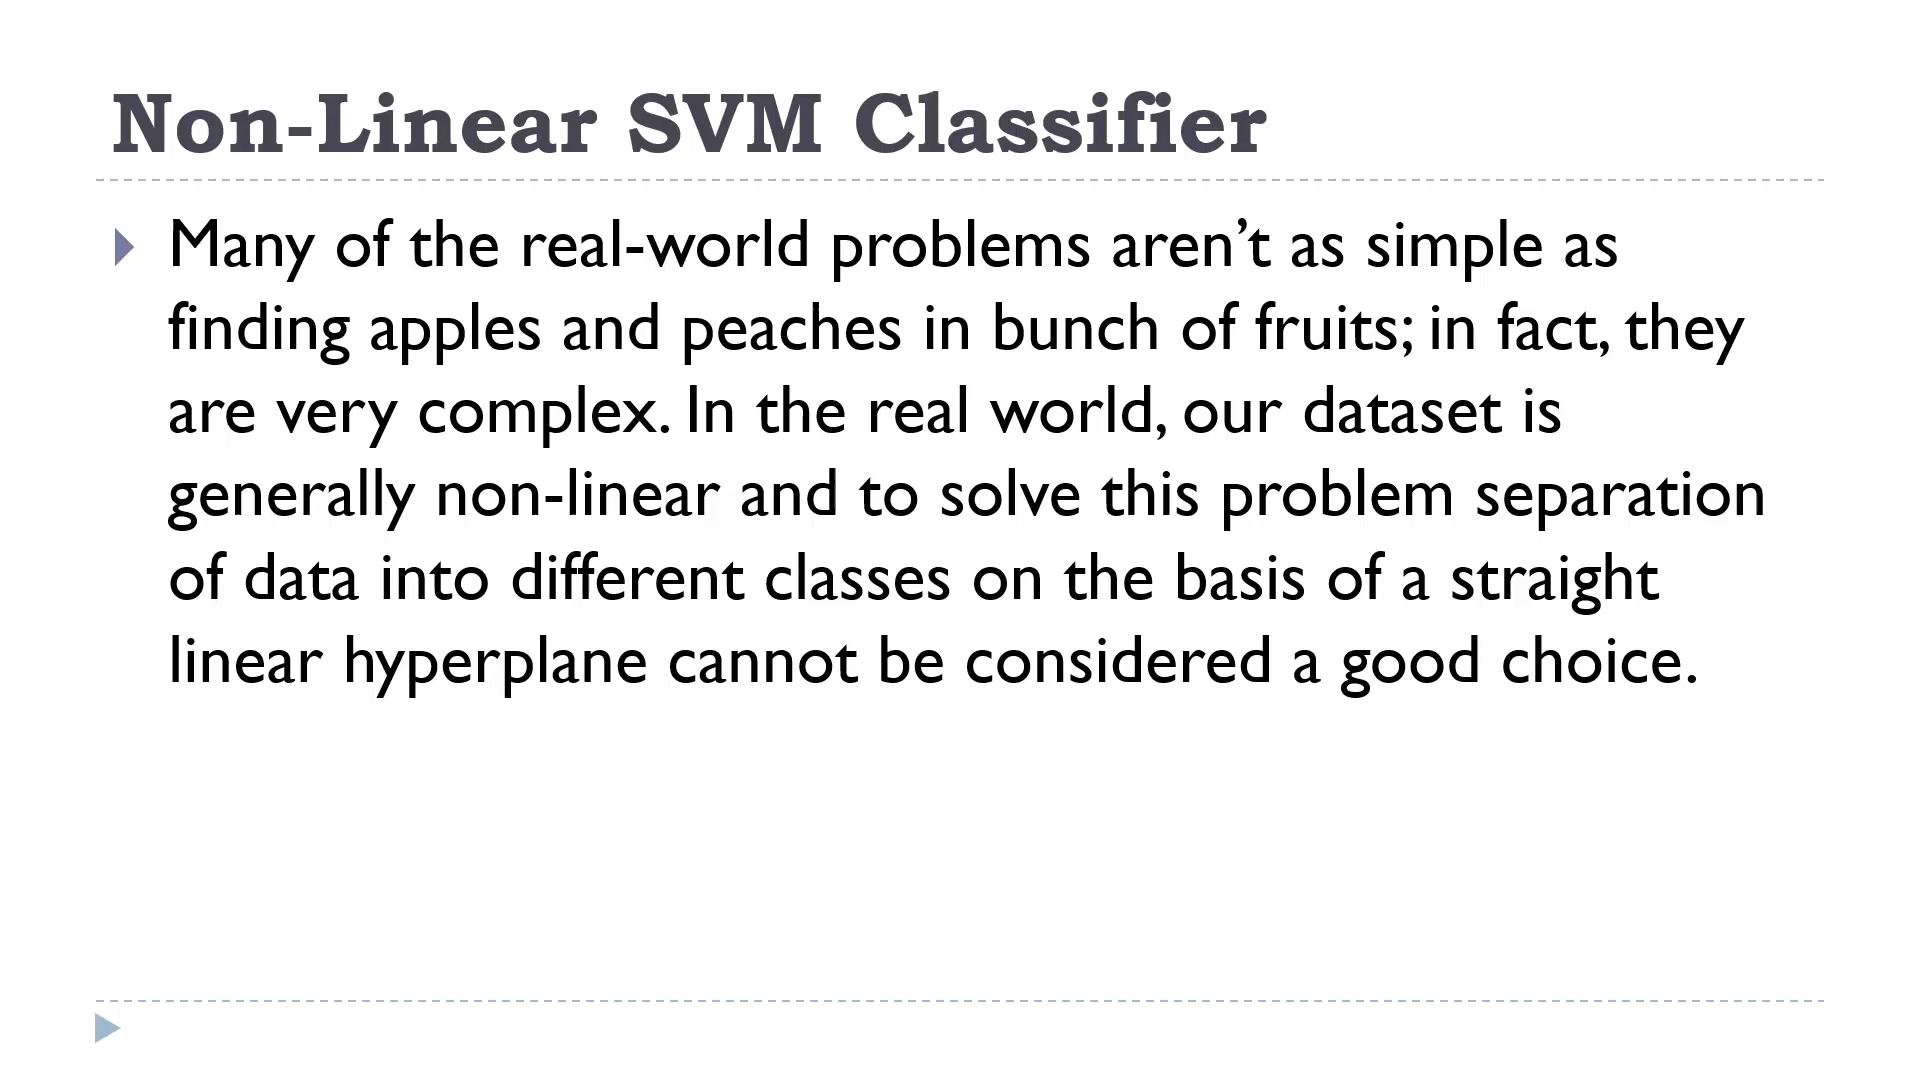 Non-Linear SVM Classifier
Many of the real-world problems aren’t as simple as
finding apples and peaches in bunch of fruits; in fact, they
are very complex. In the real world, our dataset is
generally non-linear and to solve this problem separation
of data into different classes on the basis of a straight
linear hyperplane cannot be considered a good choice.